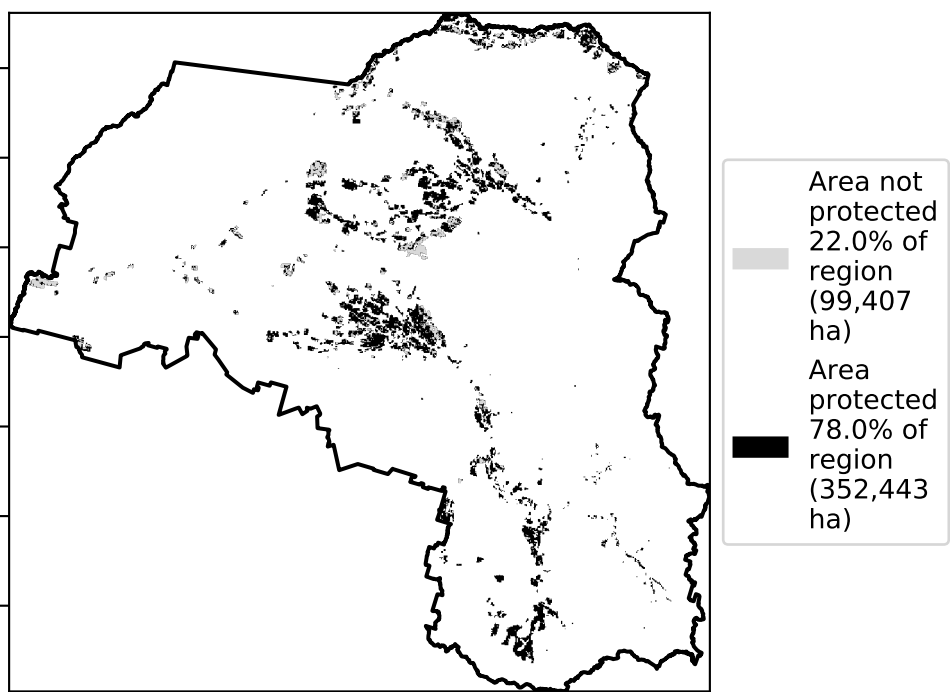 Area not
protected
22.0% of
region
(99,407
ha)
Area
protected
78.0% of
region
(352,443
ha)